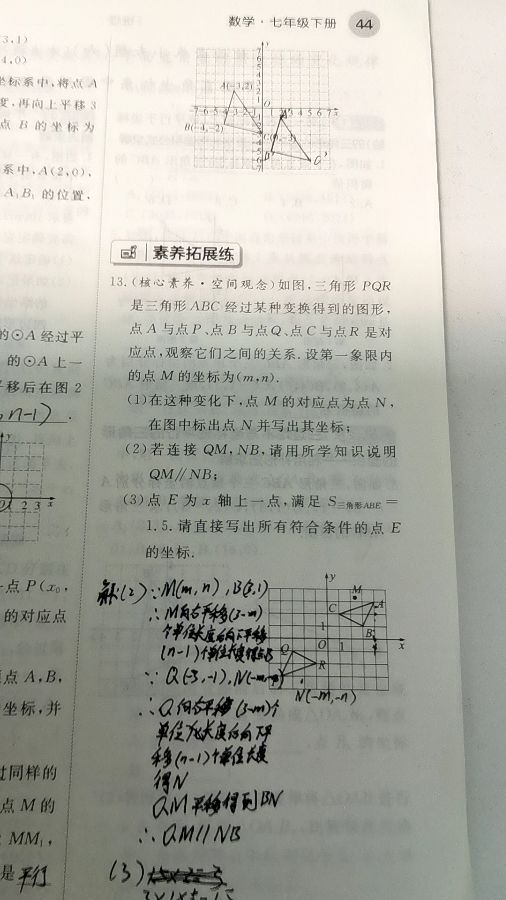 数学·七年级下册 44
3,1)
4,0)
坐标系中,将点 A
度,再向上平移 3
点 B 的坐标为
系中,A(2,0),
A₁B₁ 的位置,
A(-3,2)
B(-4,-2)
素养拓展练
13.(核心素养·空间观念)如图,三角形 PQR
是三角形 ABC 经过某种变换得到的图形,
点 A 与点 P、点 B 与点 Q、点 C 与点 R 是对
应点,观察它们之间的关系. 设第一象限内
的点 M 的坐标为(m,n).
(1)在这种变化下,点 M 的对应点为点 N,
在图中标出点 N 并写出其坐标;
(2)若连接 QM,NB,请用所学知识说明
QM∥NB;
(3)点 E 为 x 轴上一点,满足 S三角形ABE=
1.5. 请直接写出所有符合条件的点 E
的坐标.
的⊙A 经过平
的⊙A 上一
平移后在图 2
,n-1) .
1 2 3 x
一点 P(x₀,
的对应点
点 A,B,
坐标,并
过同样的
点 M 的
MM₁,
是平行
解(2)∵M(m,n),B(3,1)
∴M向右平移(3-m)
个单位长度后向下平移
(n-1)个单位长度得点B
∵Q(-3,-1),N(-m,-n)
∴Q向右平移(3-m)个
单位长度后向下平
移(n-1)个单位长度
得N
QM平移得到BN
∴QM∥NB
(3)
y
M
C
A
B
1
O 1 x
Q
R
N(-m,-n)